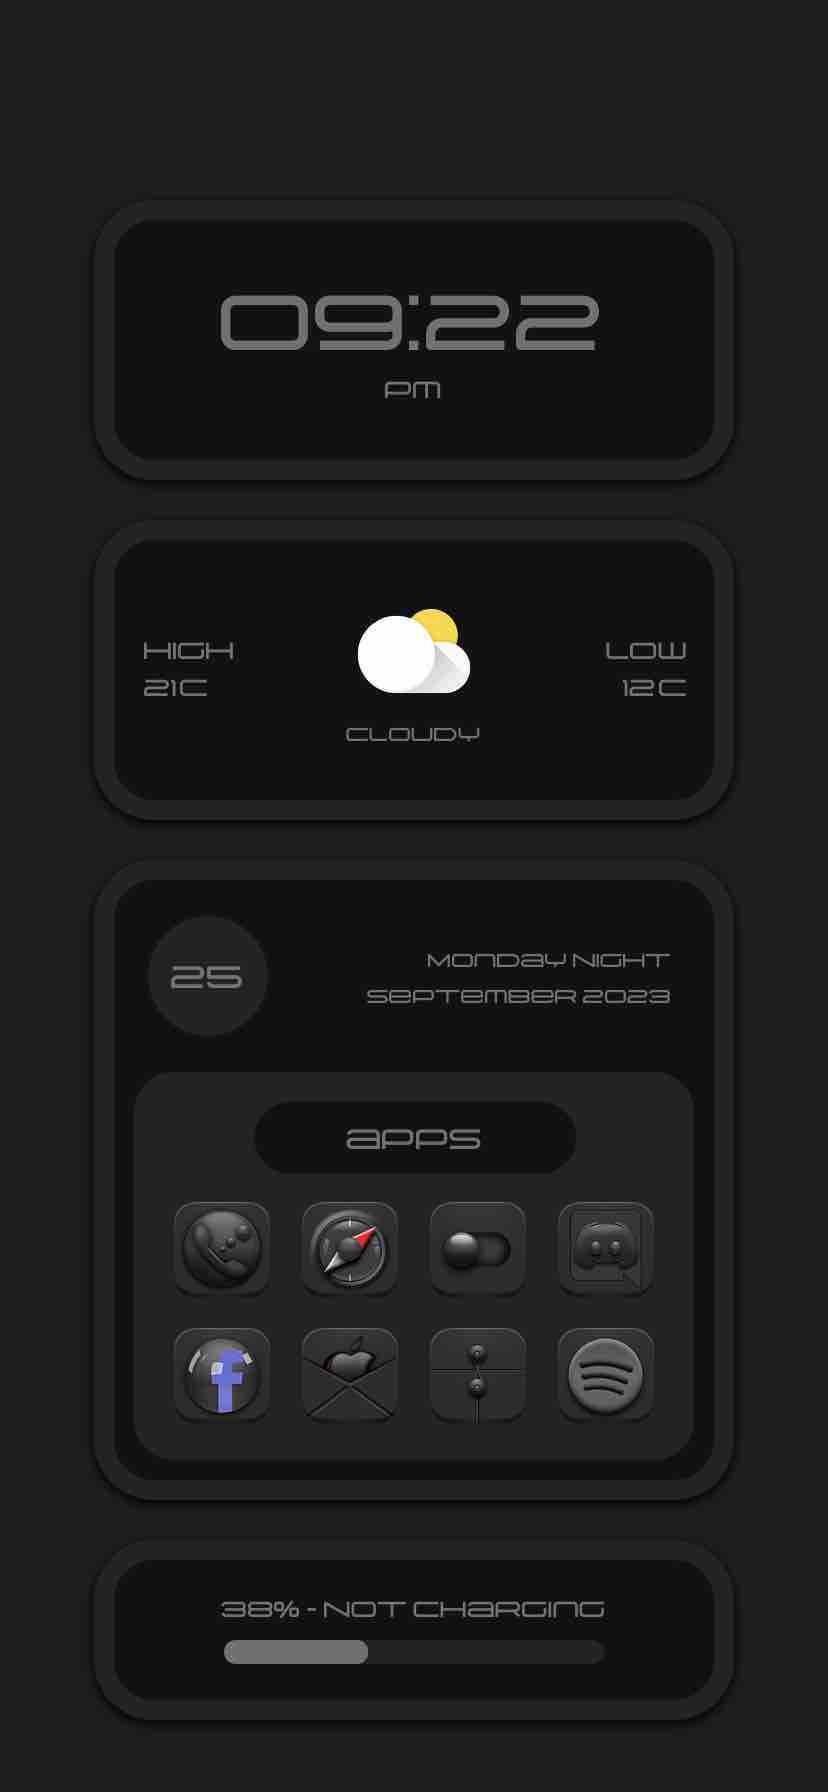 09:22
PM
HIGH
21C
LOW
12C
CLOUDY
25
MONDAY NIGHT
SEPTEMBER 2023
APPS
38% - NOT CHARGING